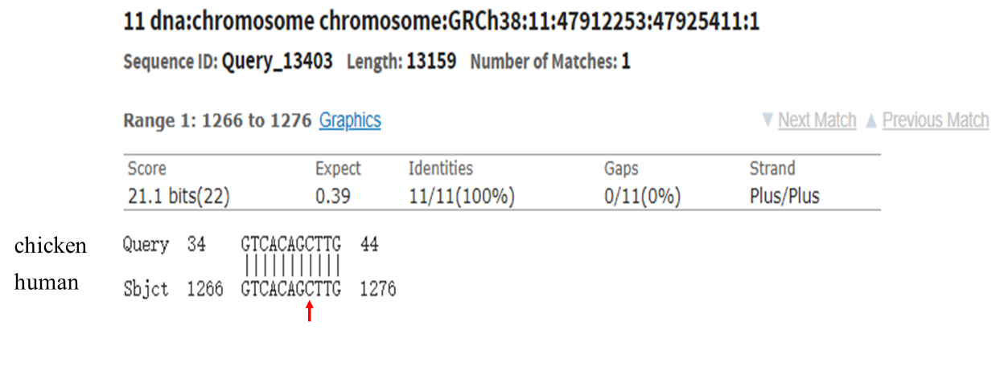 11 dna:chromosome chromosome:GRCh38:11:47912253:47925411:1
Sequence ID: Query_13403 Length: 13159 Number of Matches: 1
Range 1: 1266 to 1276 Graphics ▼ Next Match ▲ Previous Match
Score Expect Identities Gaps Strand
21.1 bits(22) 0.39 11/11(100%) 0/11(0%) Plus/Plus
chicken Query 34 GTCACAGCTTG 44
|||||||||||
human Sbjct 1266 GTCACAGCTTG 1276